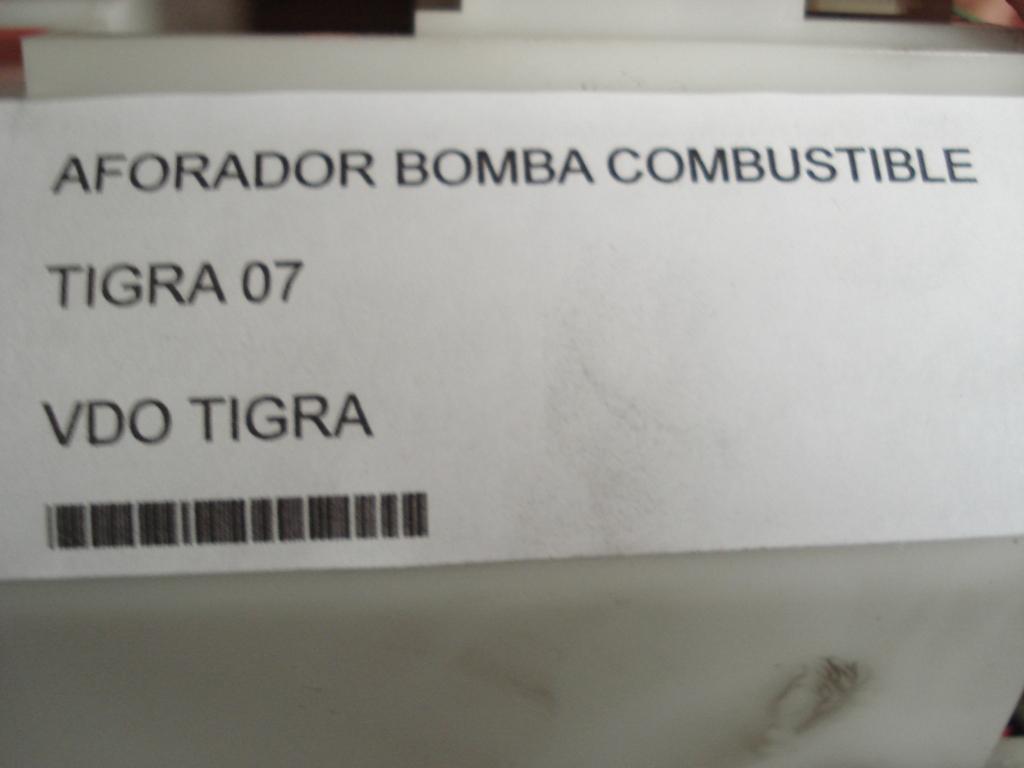 AFORADOR BOMBA COMBUSTIBLE
TIGRA 07
VDO TIGRA